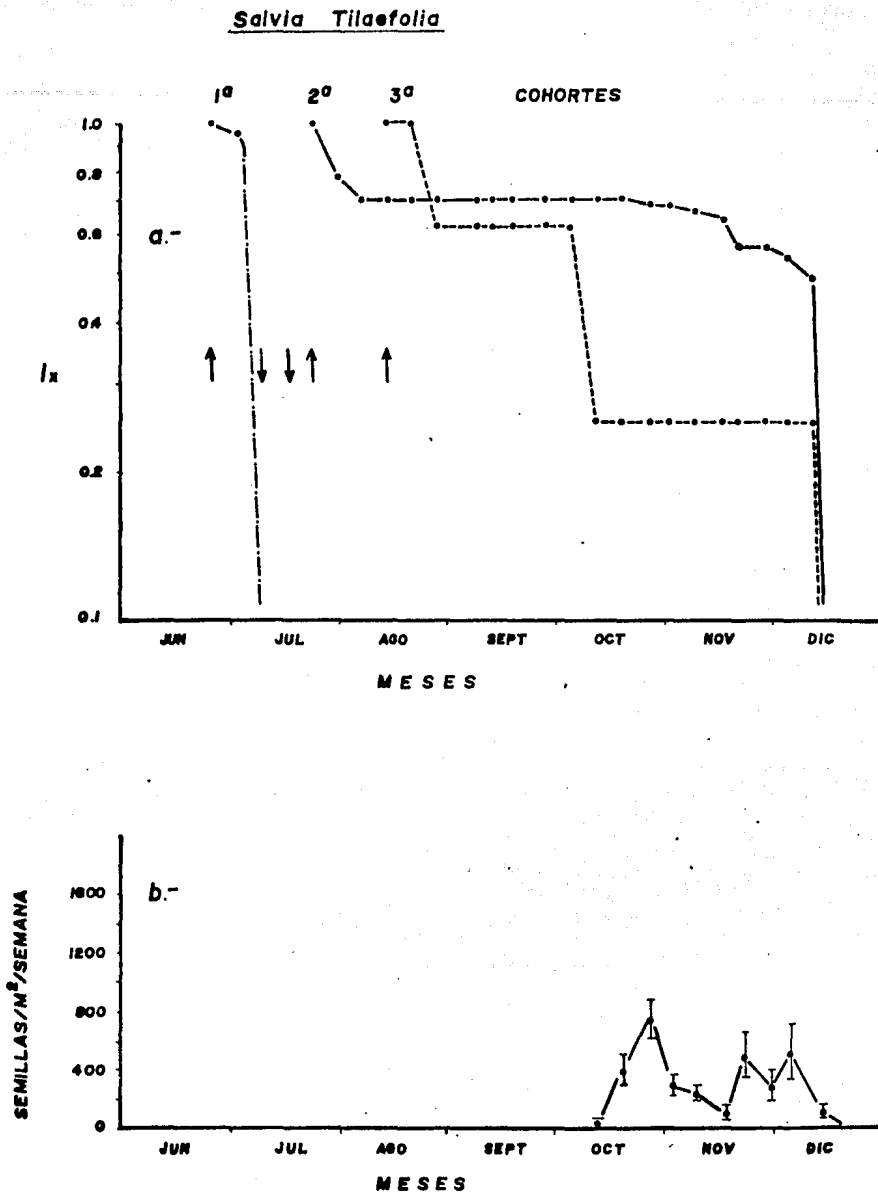 Salvia Tilaefolia
1ª 2ª 3ª COHORTES
1.0
0.8
0.6
0.4
0.2
0.1
a.-
lx
JUN JUL AGO SEPT OCT NOV DIC
MESES
SEMILLAS/M²/SEMANA
b.-
1600
1200
800
400
0
JUN JUL AGO SEPT OCT NOV DIC
MESES